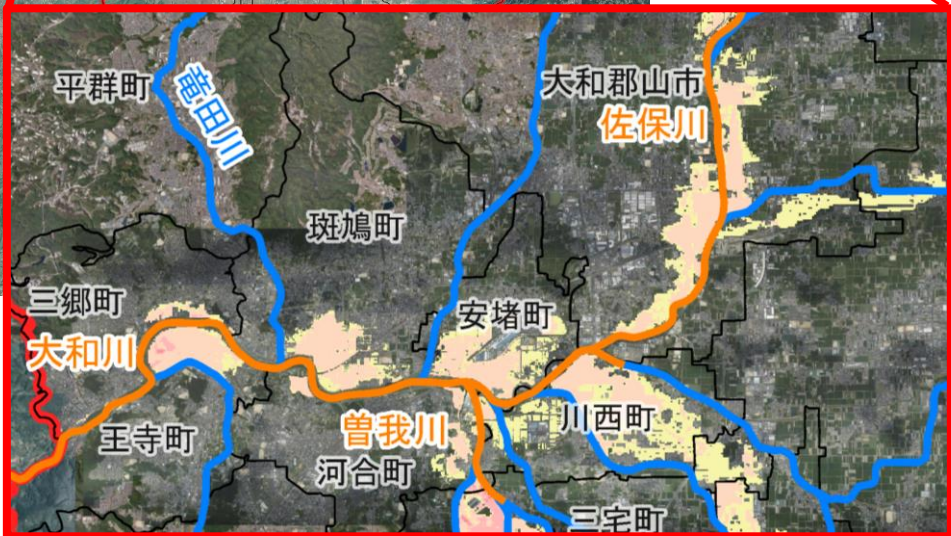 平群町
竜田川
大和郡山市
佐保川
斑鳩町
三郷町
安堵町
大和川
王寺町
曽我川
川西町
河合町
三宅町